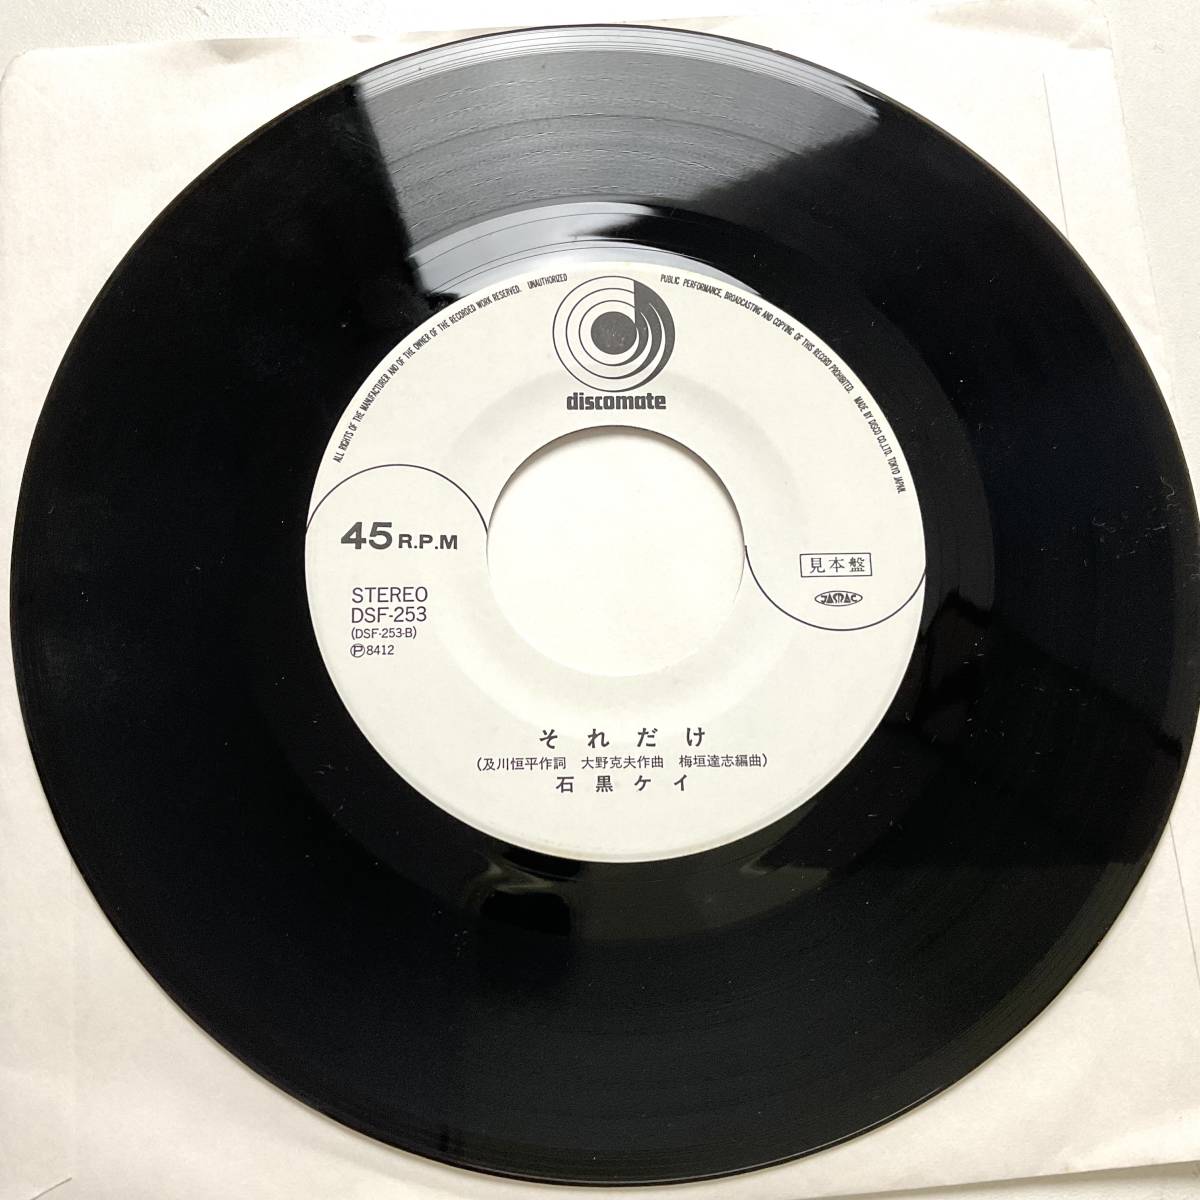 ALL RIGHTS OF THE MANUFACTURER AND OF THE OWNER OF THE RECORDED WORK RESERVED. UNAUTHORIZED PUBLIC PERFORMANCE, BROADCASTING AND COPYING OF THIS RECORD PROHIBITED. MADE BY DISCO CO., LTD. TOKYO JAPAN.
discomate
45 R.P.M
STEREO
DSF-253
(DSF-253-B)
Ⓟ8412
見本盤
JASRAC
それだけ
(及川恒平作詞 大野克夫作曲 梅垣達志編曲)
石黒ケイ